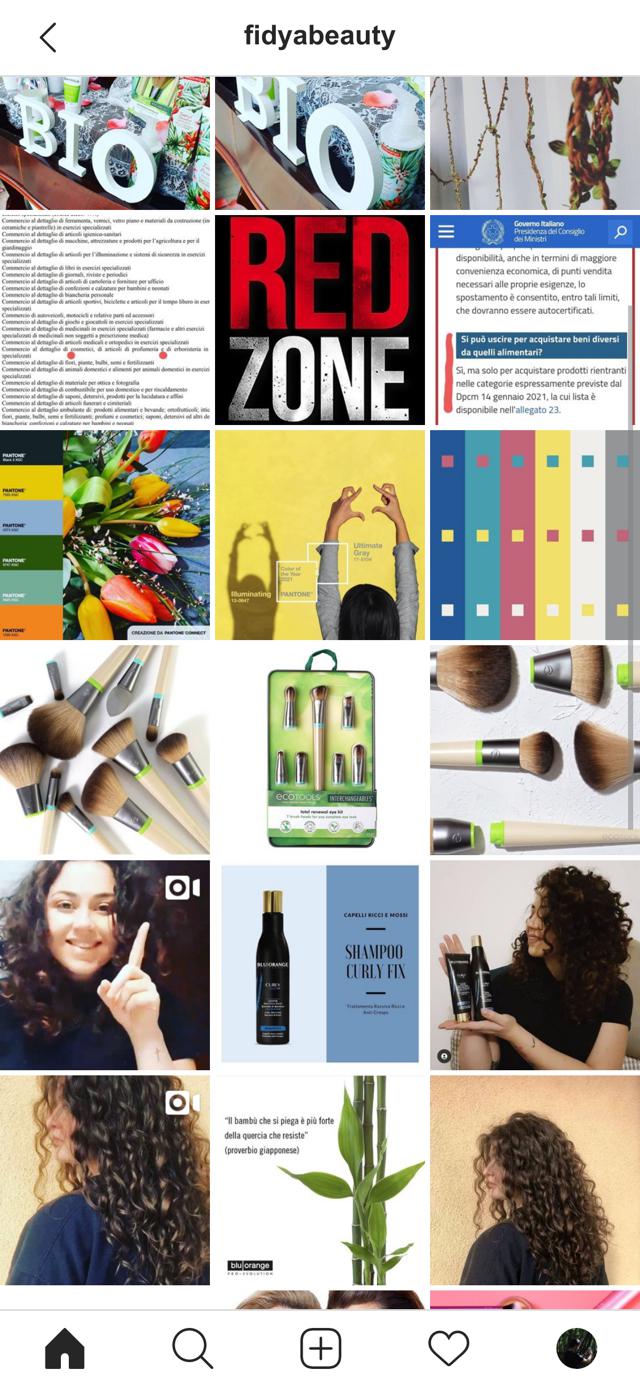 fidyabeauty
BIO
BIO
Commercio al dettaglio di ferramenta, vernici, vetro piano e materiali da costruzione (incl.
ceramiche e piastrelle) in esercizi specializzati
Commercio al dettaglio di articoli igienico-sanitari
Commercio al dettaglio di macchine, attrezzature e prodotti per l'agricoltura e per il
giardinaggio
Commercio al dettaglio di articoli per l'illuminazione e sistemi di sicurezza in esercizi
specializzati
Commercio al dettaglio di libri in esercizi specializzati
Commercio al dettaglio di giornali, riviste e periodici
Commercio al dettaglio di articoli di cartoleria e forniture per ufficio
Commercio al dettaglio di confezioni e calzature per bambini e neonati
Commercio al dettaglio di biancheria personale
Commercio al dettaglio di articoli sportivi, biciclette e articoli per il tempo libero in eser
specializzati
Commercio di autoveicoli, motocicli e relative parti ed accessori
Commercio al dettaglio di giochi e giocattoli in esercizi specializzati
Commercio al dettaglio di medicinali in esercizi specializzati (farmacie e altri esercizi
specializzati di medicinali non soggetti a prescrizione medica)
Commercio al dettaglio di articoli medicali e ortopedici in esercizi specializzati
Commercio al dettaglio di cosmetici, di articoli di profumeria e di erboristeria in
specializzati
Commercio al dettaglio di fiori, piante, bulbi, semi e fertilizzanti
Commercio al dettaglio di animali domestici e alimenti per animali domestici in esercizi
specializzati
Commercio al dettaglio di materiale per ottica e fotografia
Commercio al dettaglio di combustibile per uso domestico e per riscaldamento
Commercio al dettaglio di saponi, detersivi, prodotti per la lucidatura e affini
Commercio al dettaglio di articoli funerari e cimiteriali
Commercio al dettaglio ambulante di: prodotti alimentari e bevande; ortofrutticoli; ittic
fiori, piante, bulbi, semi e fertilizzanti; profumi e cosmetici; saponi, detersivi ed altri de
biancheria; confezioni e calzature per bambini e neonati
RED
ZONE
Governo Italiano
Presidenza del Consiglio
dei Ministri
disponibilità, anche in termini di maggiore
convenienza economica, di punti vendita
necessari alle proprie esigenze, lo
spostamento è consentito, entro tali limiti,
che dovranno essere autocertificati.
Si può uscire per acquistare beni diversi
da quelli alimentari?
Sì, ma solo per acquistare prodotti rientranti
nelle categorie espressamente previste dal
Dpcm 14 gennaio 2021, la cui lista è
disponibile nell'allegato 23.
PANTONE
PANTONE
PANTONE
PANTONE
PANTONE
PANTONE
CREAZIONE DA PANTONE CONNECT
Ultimate
Gray
17-5104
Color of
the Year
2021
Illuminating
13-0647
PANTONE
ecoTOOLS
INTERCHANGEABLES
total renewal eye kit
CAPELLI RICCI E MOSSI
SHAMPOO
CURLY FIX
Trattamento Ravviva Ricci e
Anti-Crespo
BLU|ORANGE
CURLY
"Il bambù che si piega è più forte
della quercia che resiste"
(proverbio giapponese)
blu|orange
PRO-EVOLUTION